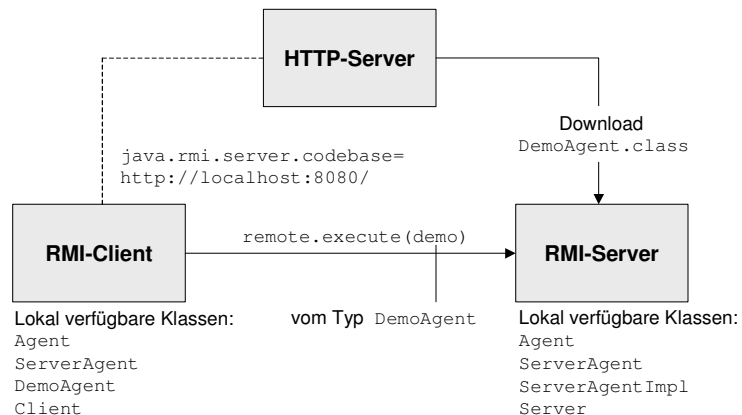 HTTP-Server
Download
DemoAgent.class
java.rmi.server.codebase=
http://localhost:8080/
RMI-Client
remote.execute(demo)
RMI-Server
Lokal verfügbare Klassen:
Agent
ServerAgent
DemoAgent
Client
vom Typ DemoAgent
Lokal verfügbare Klassen:
Agent
ServerAgent
ServerAgentImpl
Server